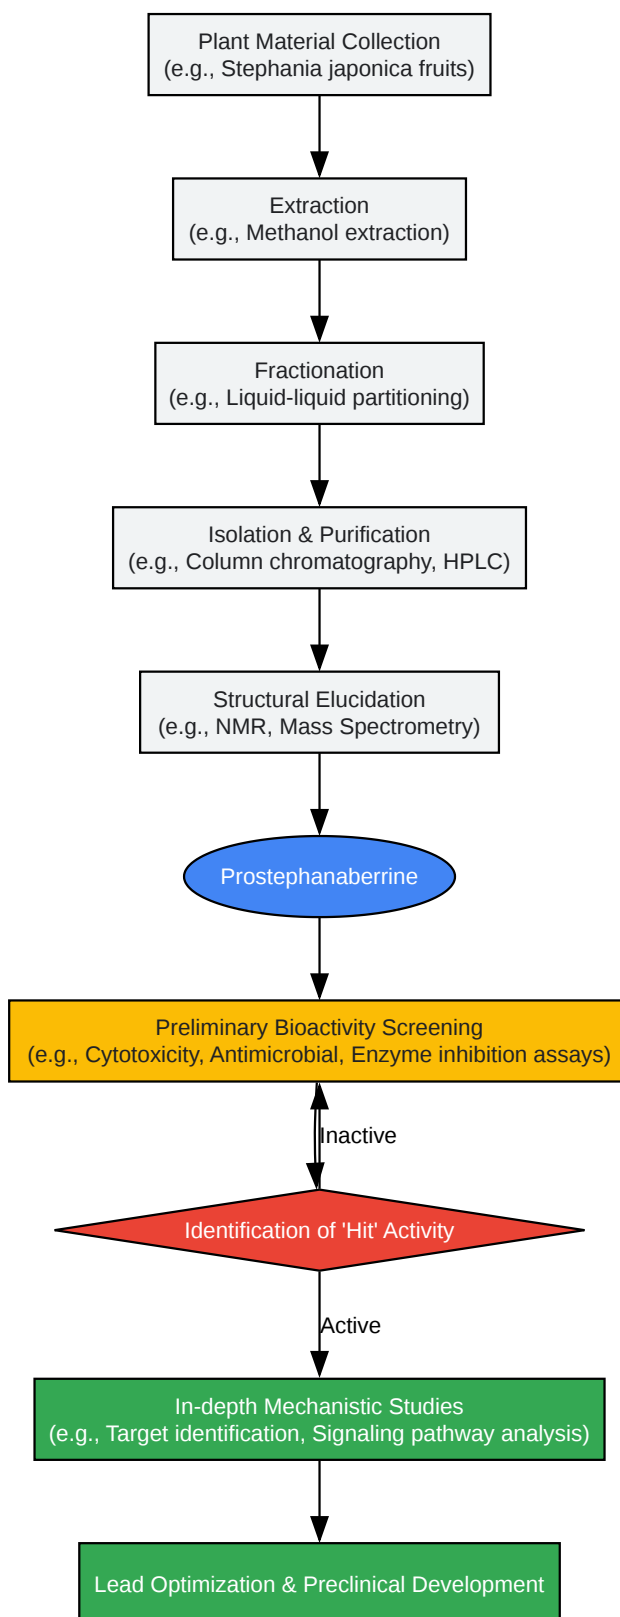 Plant Material Collection
(e.g., Stephania japonica fruits)
Extraction
(e.g., Methanol extraction)
Fractionation
(e.g., Liquid-liquid partitioning)
Isolation & Purification
(e.g., Column chromatography, HPLC)
Structural Elucidation
(e.g., NMR, Mass Spectrometry)
Prostephanaberrine
Preliminary Bioactivity Screening
(e.g., Cytotoxicity, Antimicrobial, Enzyme inhibition assays)
Inactive
Identification of 'Hit' Activity
Active
In-depth Mechanistic Studies
(e.g., Target identification, Signaling pathway analysis)
Lead Optimization & Preclinical Development